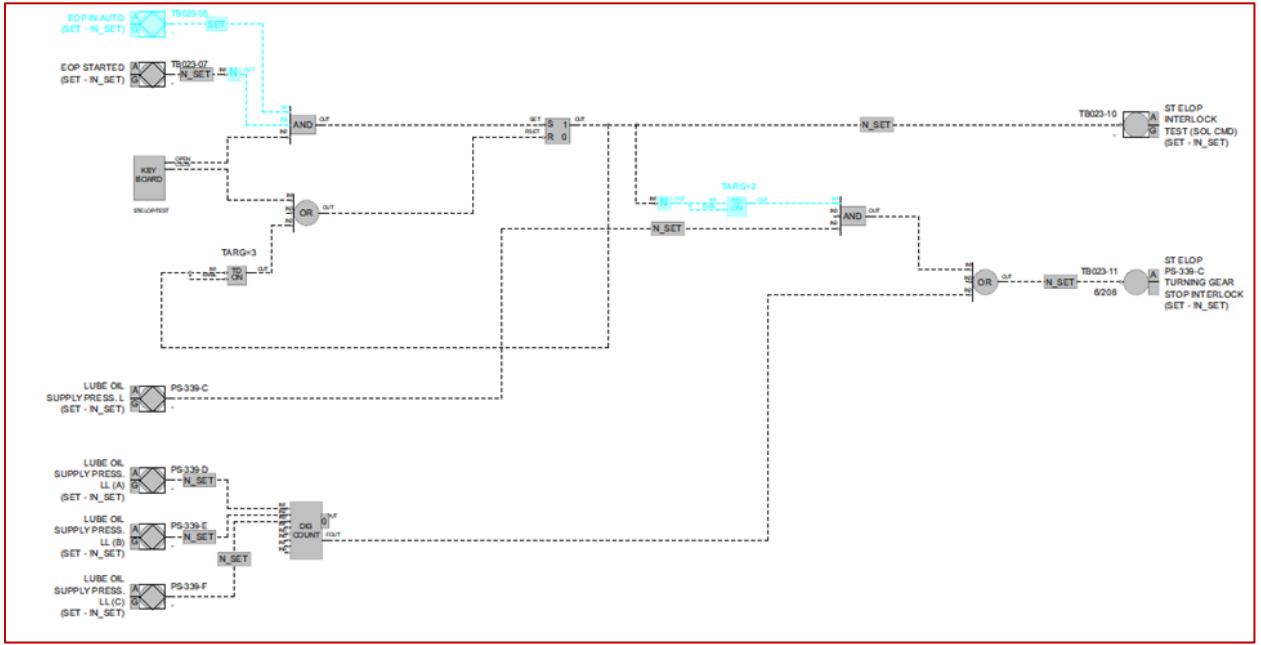 EOP IN AUTO
(SET - IN_SET)
A
G
TB023-05
-
SET
EOP STARTED
(SET - IN_SET)
A
G
TB023-07
-
N_SET
N
OUT
AND
OUT
SET
RSET
S 1
R 0
OUT
N_SET
TB023-10
-
A
G
ST ELOP
INTERLOCK
TEST (SOL CMD)
(SET - IN_SET)
KEY
BOARD
OPEN
STELOP-TEST
OR
OUT
TARG=3
TD
ON
OUT
TARG=2
N
OUT
TD
ON
OUT
N_SET
AND
OUT
OR
OUT
N_SET
TB023-11
6/208
A
ST ELOP
PS-339-C
TURNING GEAR
STOP INTERLOCK
(SET - IN_SET)
LUBE OIL
SUPPLY PRESS. L
(SET - IN_SET)
A
G
PS-339-C
-
LUBE OIL
SUPPLY PRESS.
LL (A)
(SET - IN_SET)
A
G
PS-339-D
-
N_SET
LUBE OIL
SUPPLY PRESS.
LL (B)
(SET - IN_SET)
A
G
PS-339-E
-
N_SET
N_SET
LUBE OIL
SUPPLY PRESS.
LL (C)
(SET - IN_SET)
A
G
PS-339-F
-
DIG
COUNT
0